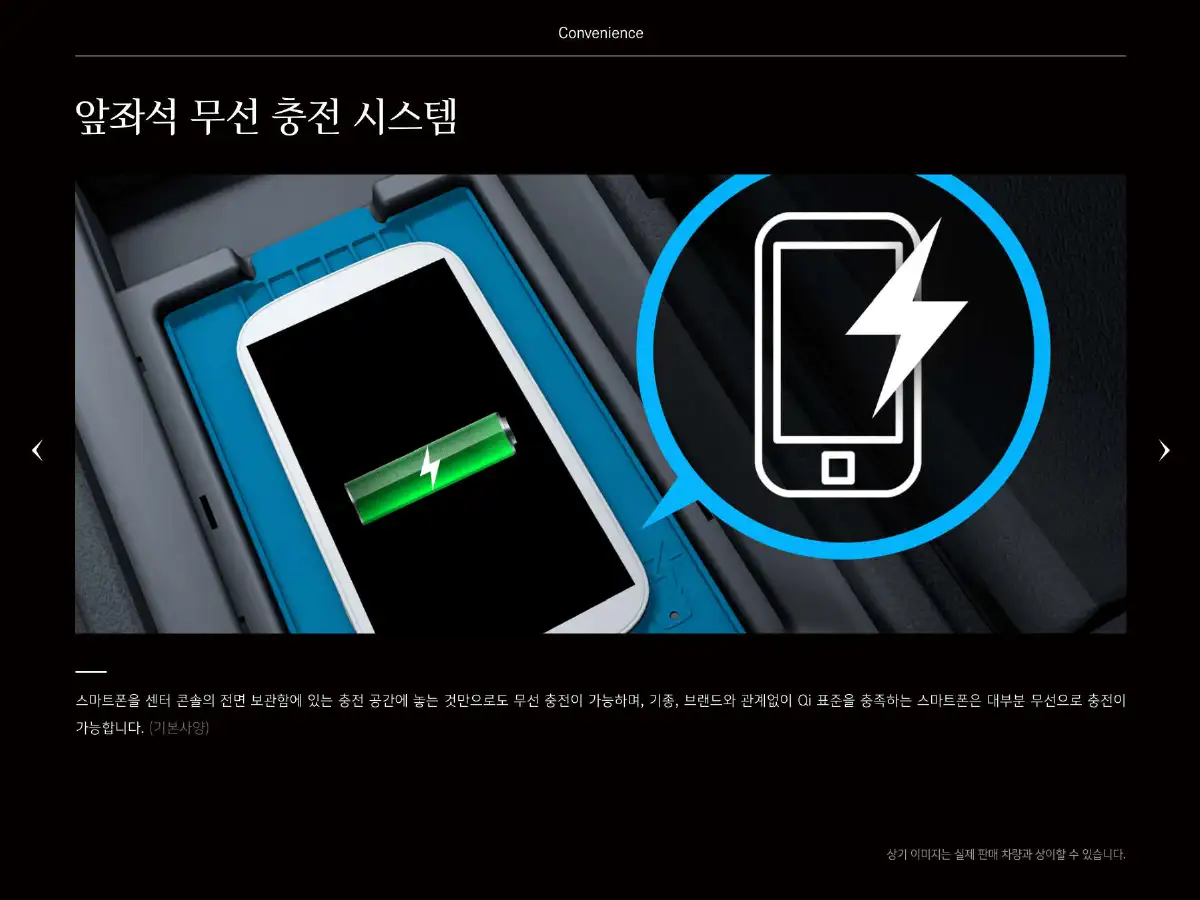 Convenience
앞좌석 무선 충전 시스템
스마트폰을 센터 콘솔의 전면 보관함에 있는 충전 공간에 놓는 것만으로도 무선 충전이 가능하며, 기종, 브랜드와 관계없이 Qi 표준을 충족하는 스마트폰은 대부분 무선으로 충전이
가능합니다. (기본사양)
상기 이미지는 실제 판매 차량과 상이할 수 있습니다.